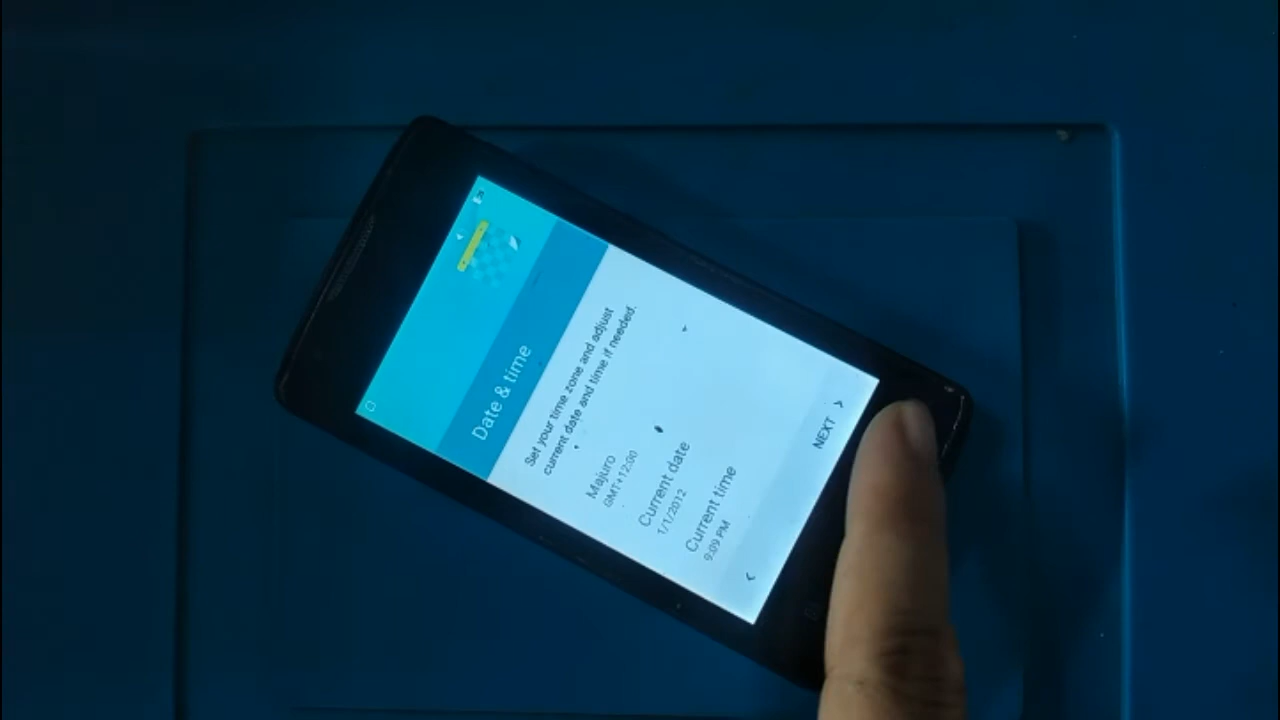 Date & time
Set your time zone and adjust
current date and time if needed.
Majuro
GMT+12:00
Current date
1/1/2012
Current time
9:09 PM
NEXT